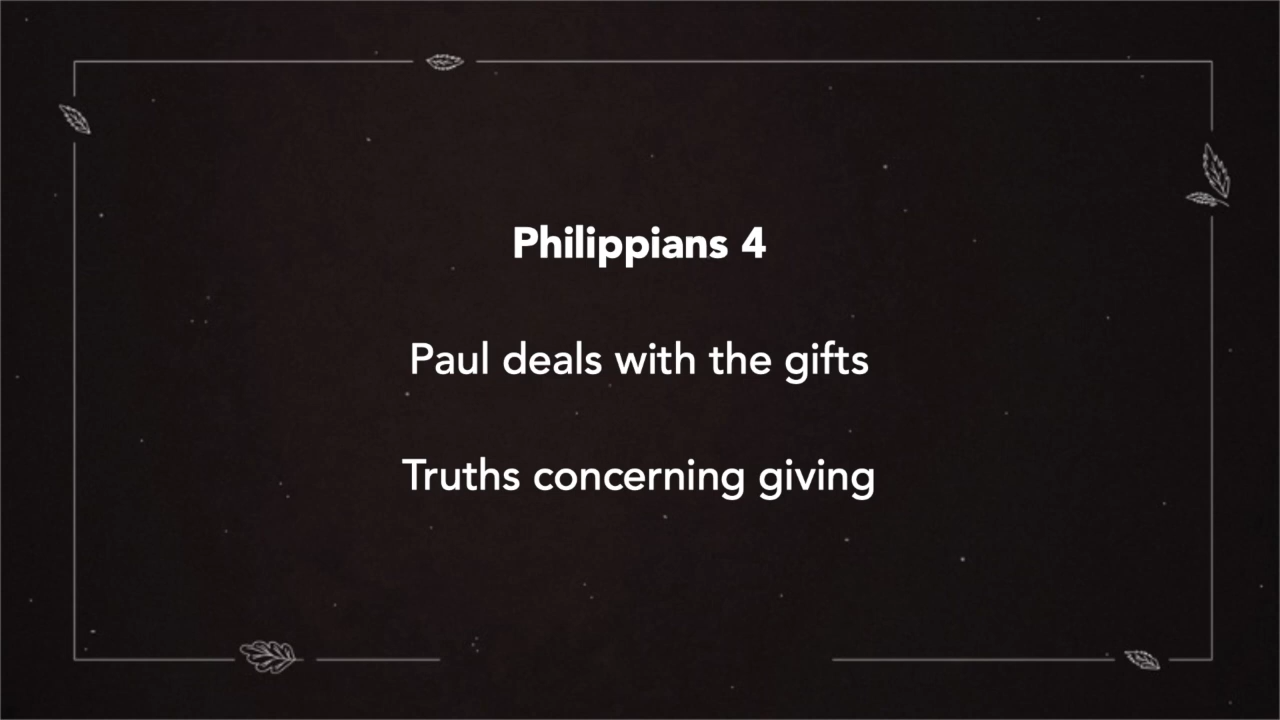 Philippians 4
Paul deals with the gifts
Truths concerning giving